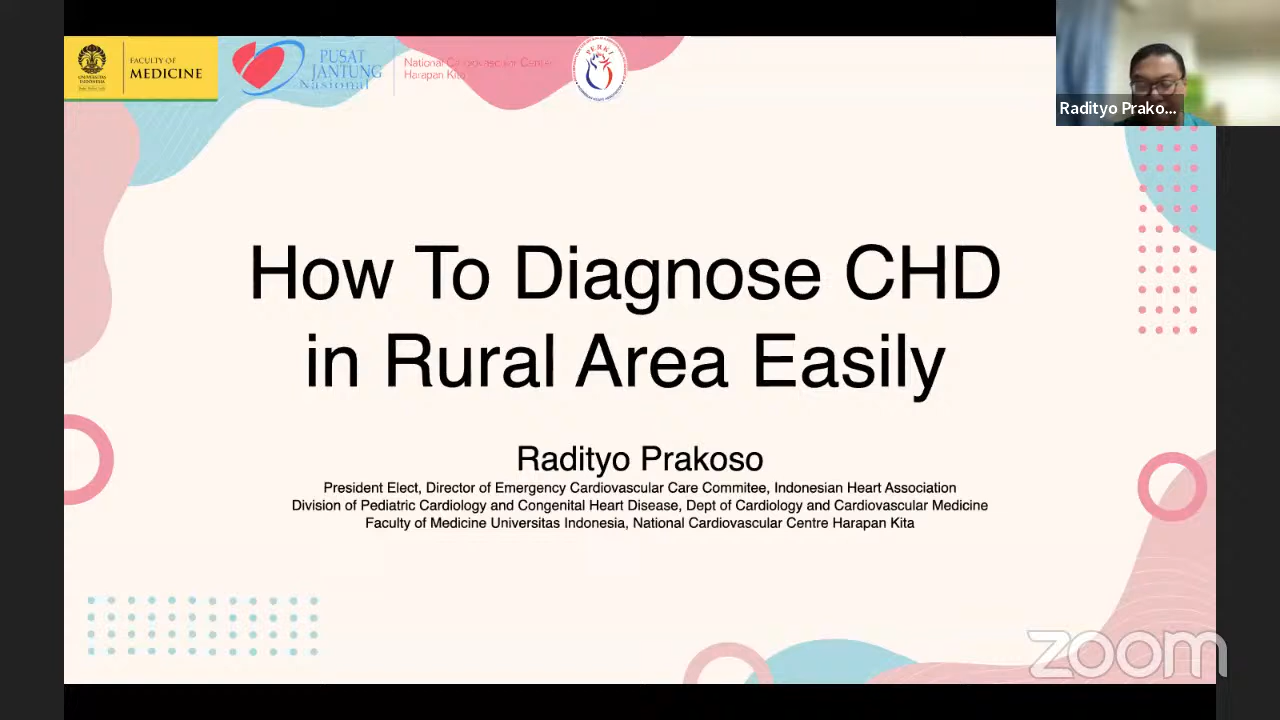 UNIVERSITAS
INDONESIA
FACULTY OF
MEDICINE
PUSAT
JANTUNG
Nasional
National Cardiovascular Center
Harapan Kita
PERKI
Radityo Prako...
How To Diagnose CHD
in Rural Area Easily
Radityo Prakoso
President Elect, Director of Emergency Cardiovascular Care Commitee, Indonesian Heart Association
Division of Pediatric Cardiology and Congenital Heart Disease, Dept of Cardiology and Cardiovascular Medicine
Faculty of Medicine Universitas Indonesia, National Cardiovascular Centre Harapan Kita
zoom